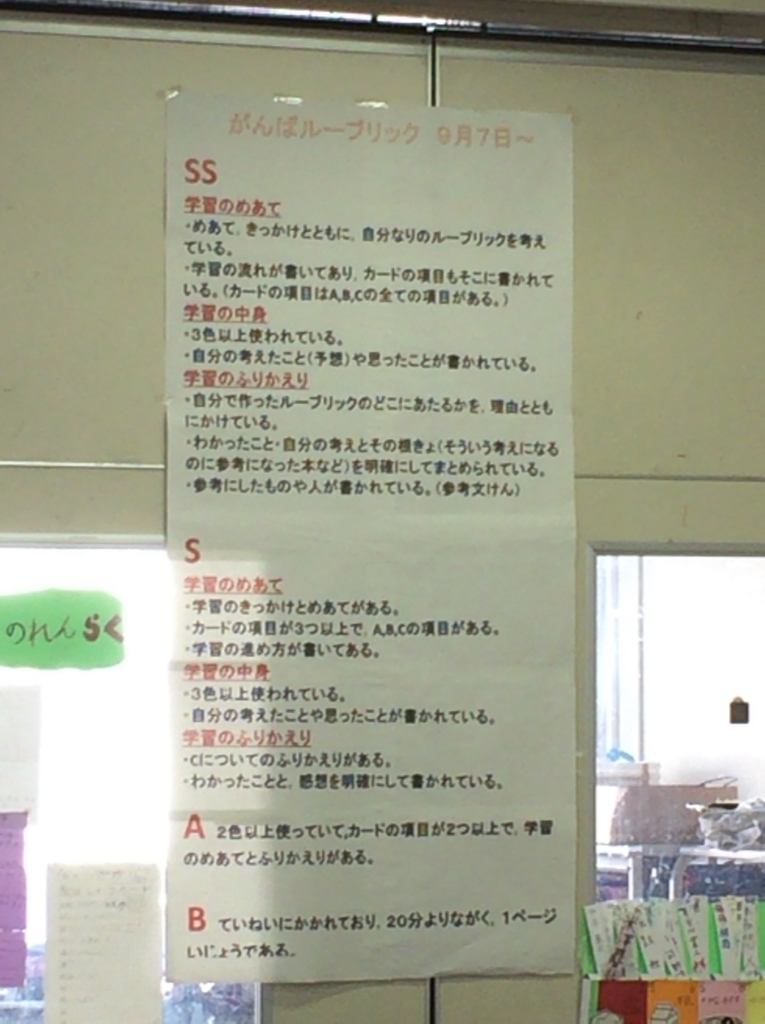 がんばルーブリック 9月7日～
SS
学習のめあて
・めあて，きっかけとともに，自分なりのルーブリックを考え
ている。
・学習の流れが書いてあり，カードの項目もそこに書かれて
いる。（カードの項目はA,B,Cの全ての項目がある。）
学習の中身
・3色以上使われている。
・自分の考えたこと（予想）や思ったことが書かれている。
学習のふりかえり
・自分で作ったルーブリックのどこにあたるかを，理由ととも
にかけている。
・わかったこと・自分の考えとその根きょ（そういう考えになる
のに参考になった本など）を明確にしてまとめられている。
・参考にしたものや人が書かれている。（参考文けん）
S
学習のめあて
・学習のきっかけとめあてがある。
・カードの項目が3つ以上で，A,B,Cの項目がある。
・学習の進め方が書いてある。
学習の中身
・3色以上使われている。
・自分の考えたことや思ったことが書かれている。
学習のふりかえり
・Cについてのふりかえりがある。
・わかったことと，感想を明確にして書かれている。
A 2色以上使っていて,カードの項目が2つ以上で，学習
のめあてとふりかえりがある。
B ていねいにかかれており，20分よりながく，1ページ
いじょうである。
のれんらく